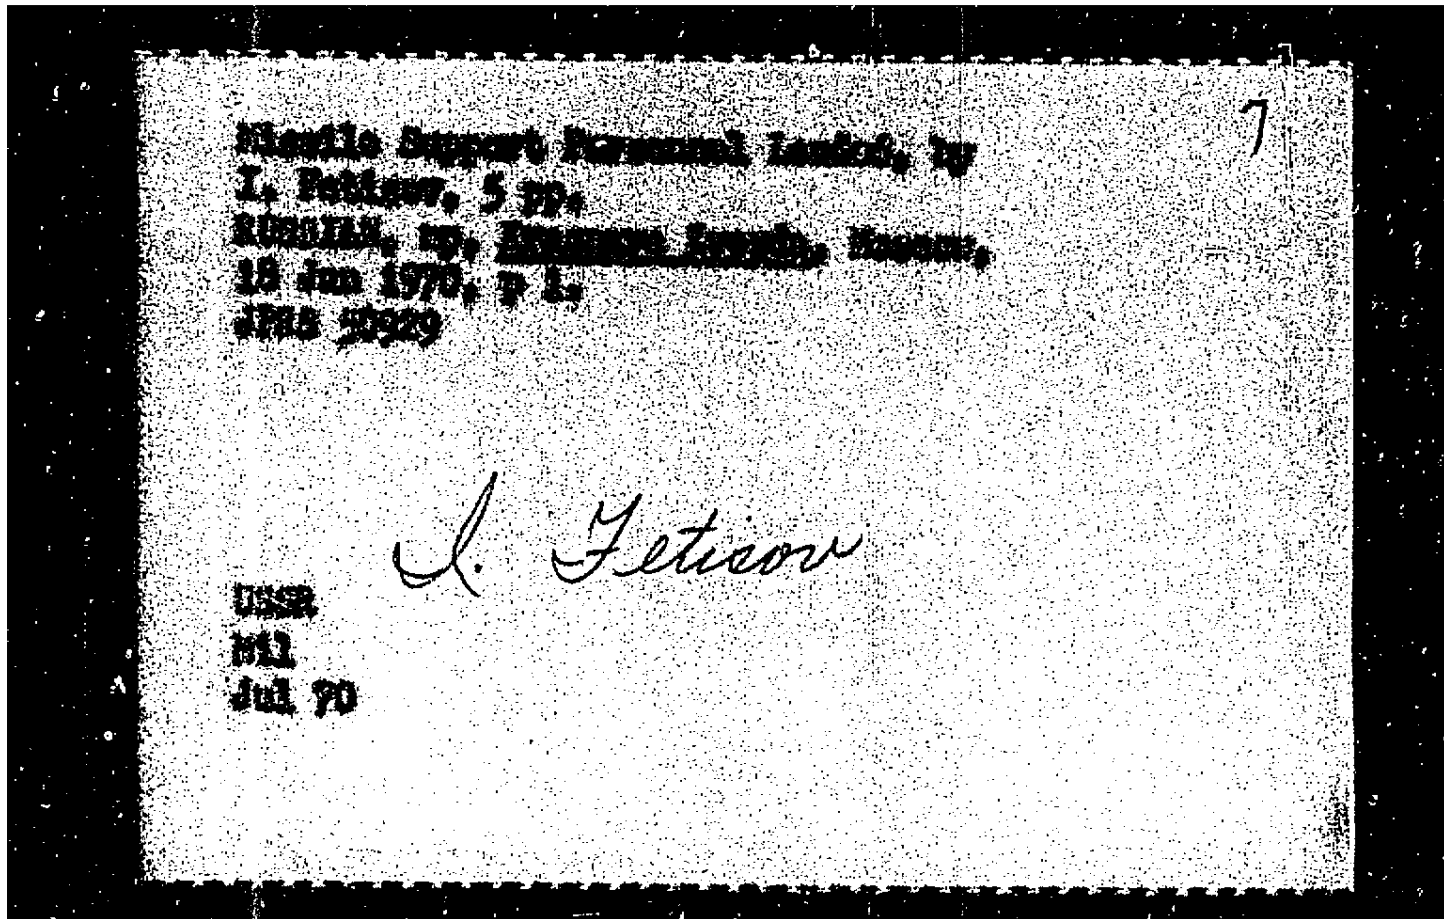 7
Missile Support Personnel Lauded, by
I. Fetisov, 5 pp.
RUSSIAN, np, Krasnaya Zvezda, Moscow,
18 Jun 1970, p 1.
JPRS 50929
I. Fetisov
USSR
Mil
Jul 70